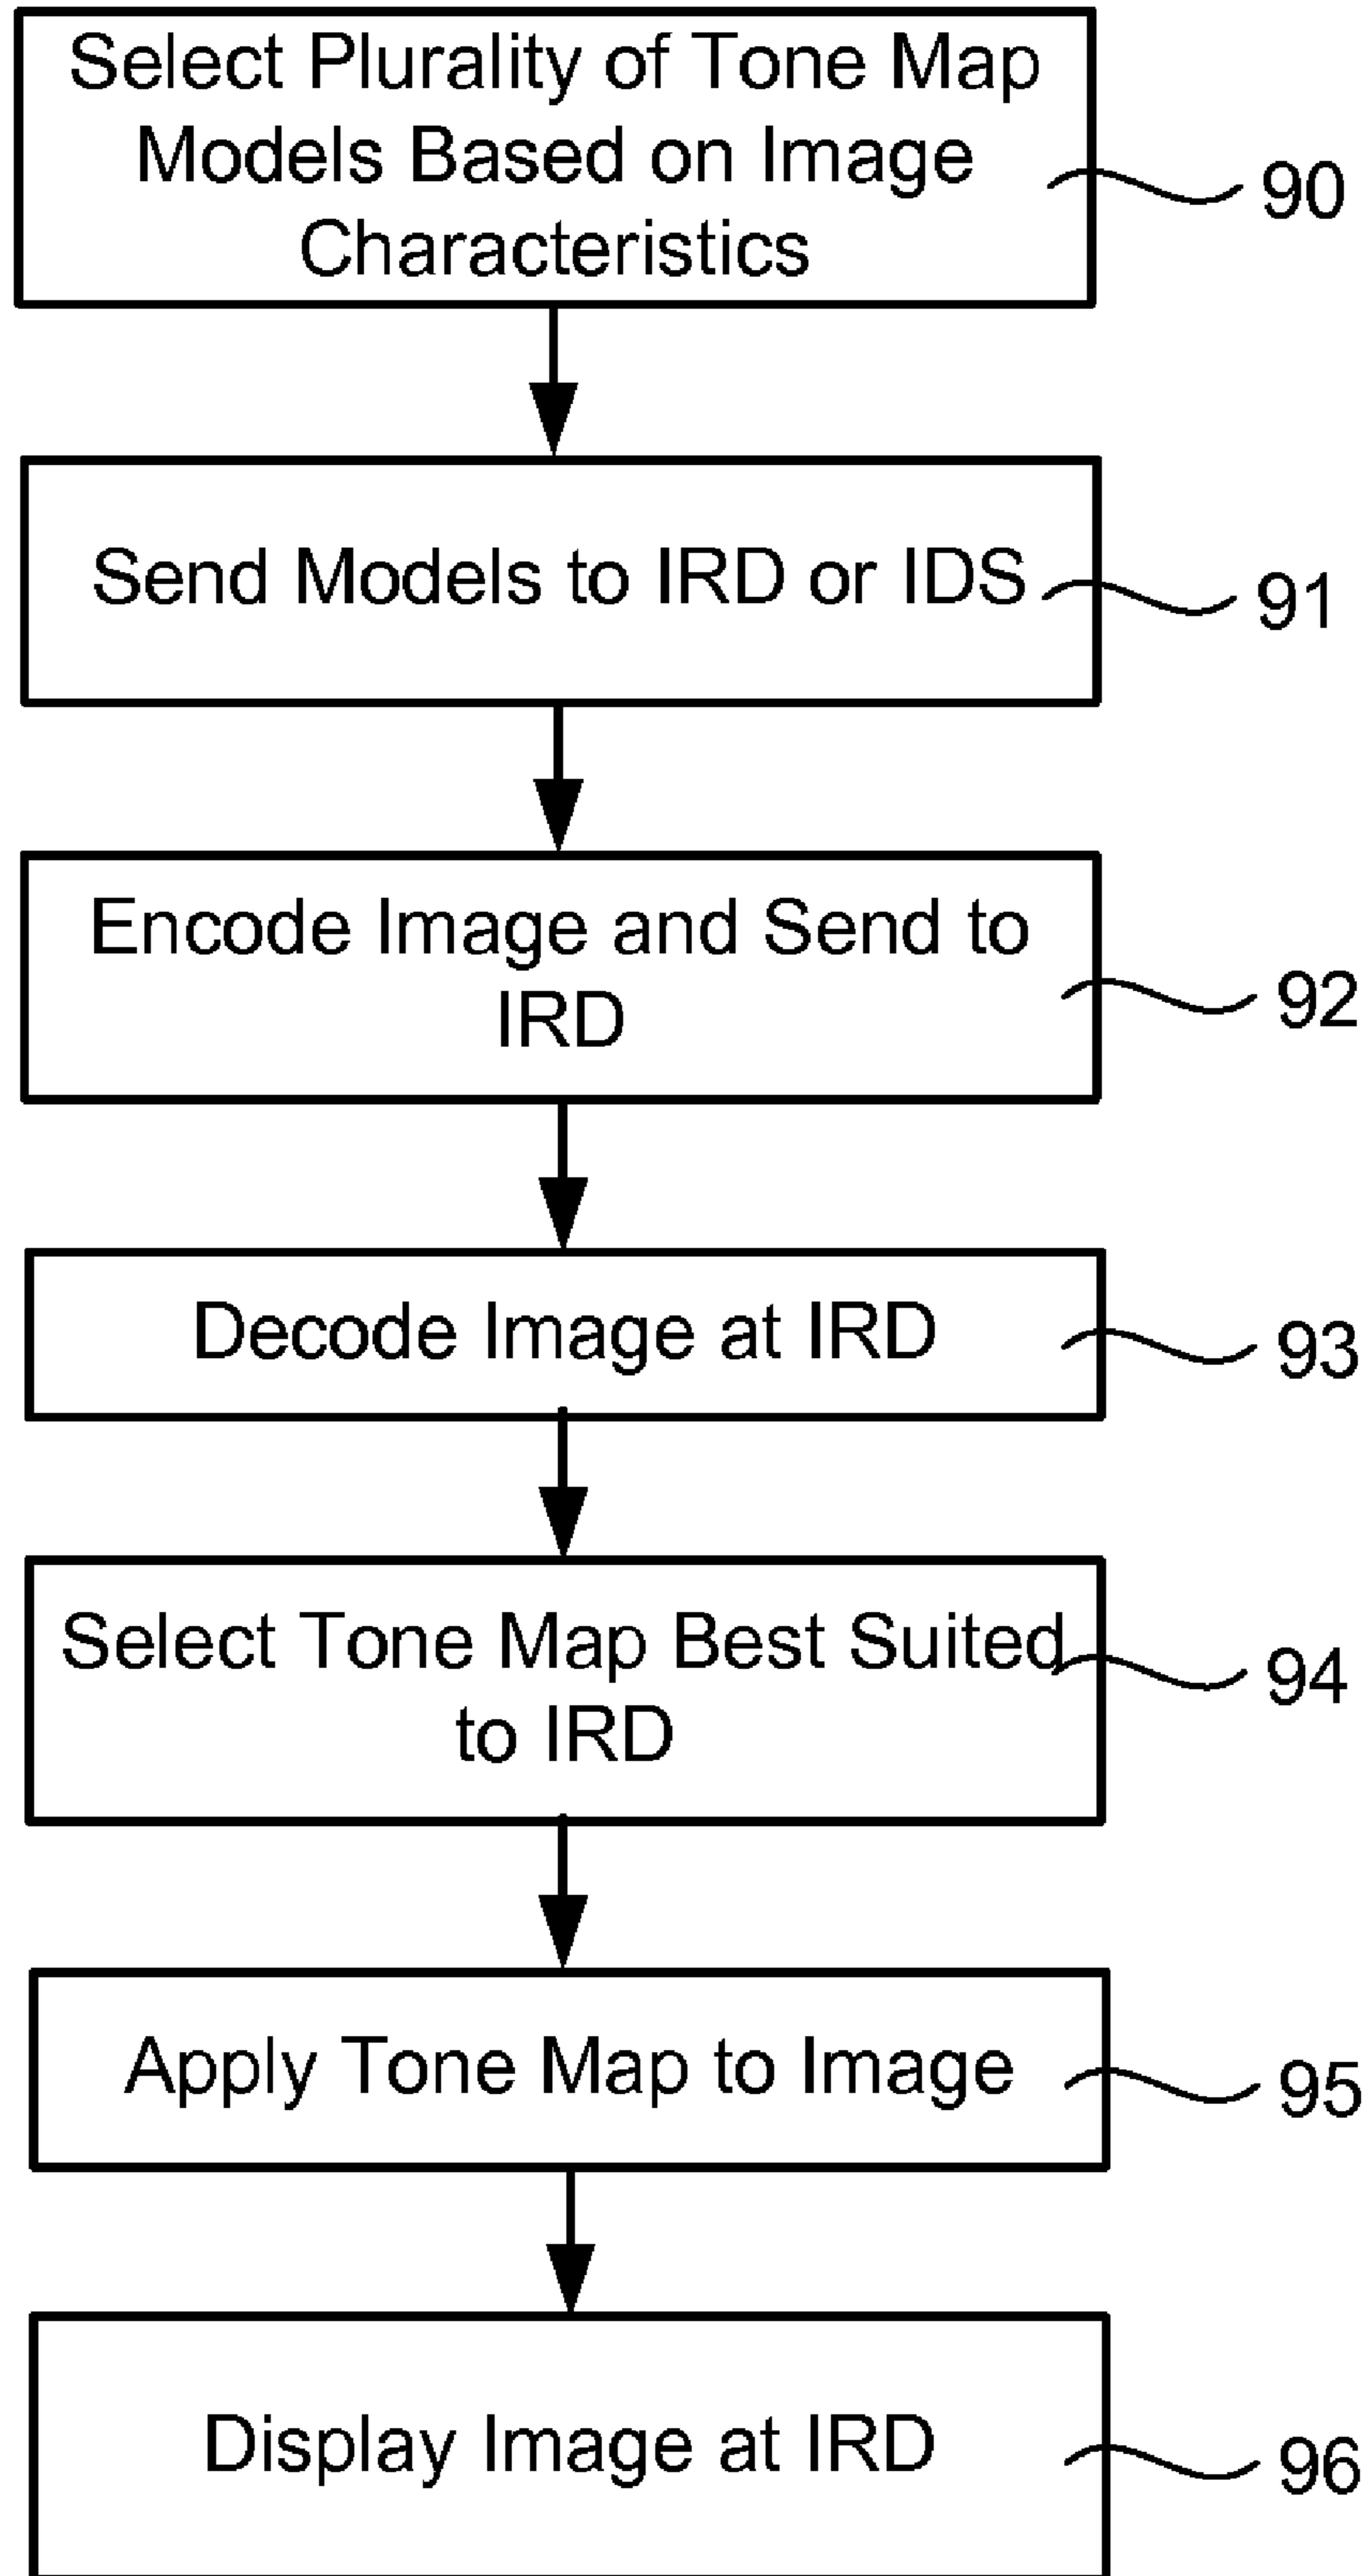 Select Plurality of Tone Map
Models Based on Image
Characteristics
90
Send Models to IRD or IDS
91
Encode Image and Send to
IRD
92
Decode Image at IRD
93
Select Tone Map Best Suited
to IRD
94
Apply Tone Map to Image
95
Display Image at IRD
96